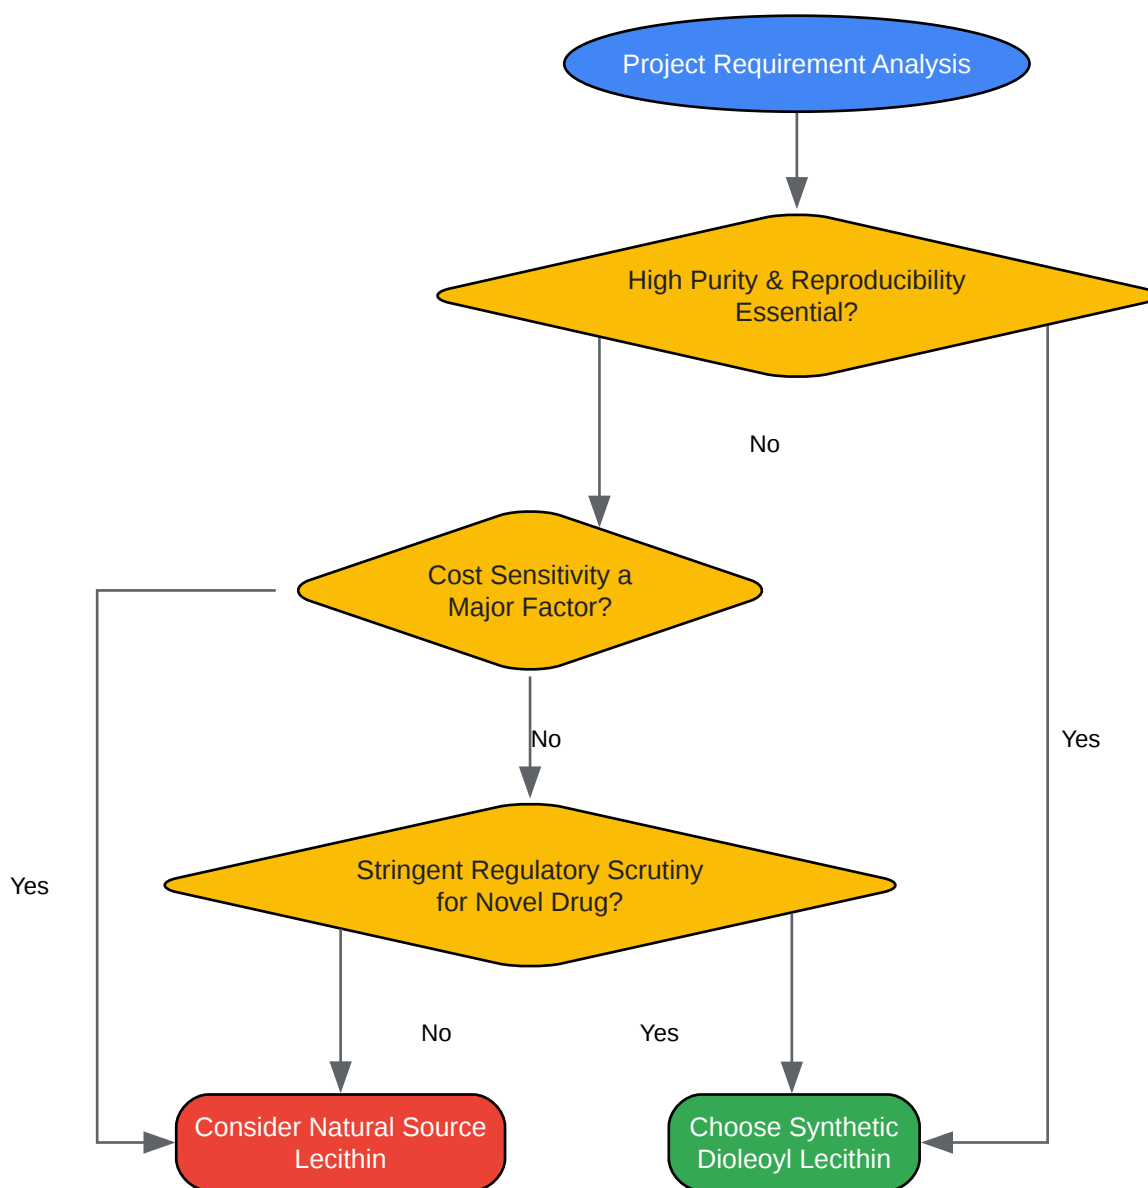 Project Requirement Analysis
High Purity & Reproducibility
Essential?
No
Cost Sensitivity a
Major Factor?
No
Yes
Stringent Regulatory Scrutiny
for Novel Drug?
Yes
No
Yes
Consider Natural Source
Lecithin
Choose Synthetic
Dioleoyl Lecithin